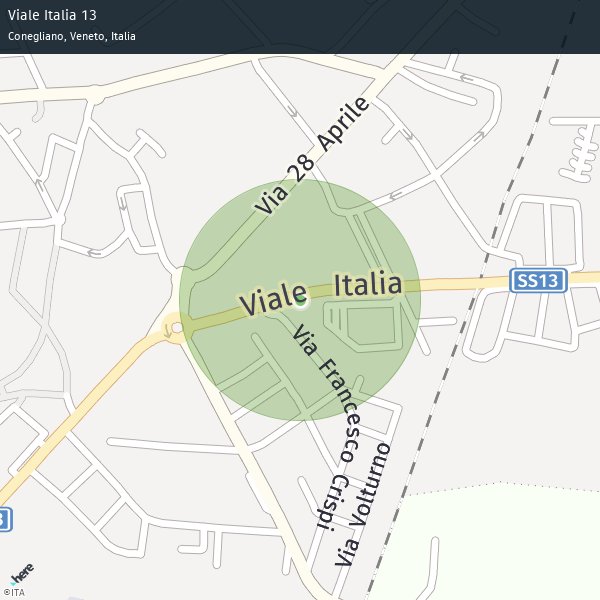 Viale Italia 13
Conegliano, Veneto, Italia
Via 28 Aprile
Viale Italia
SS13
Via Francesco Crispi
Via Volturno
3
here
©ITA